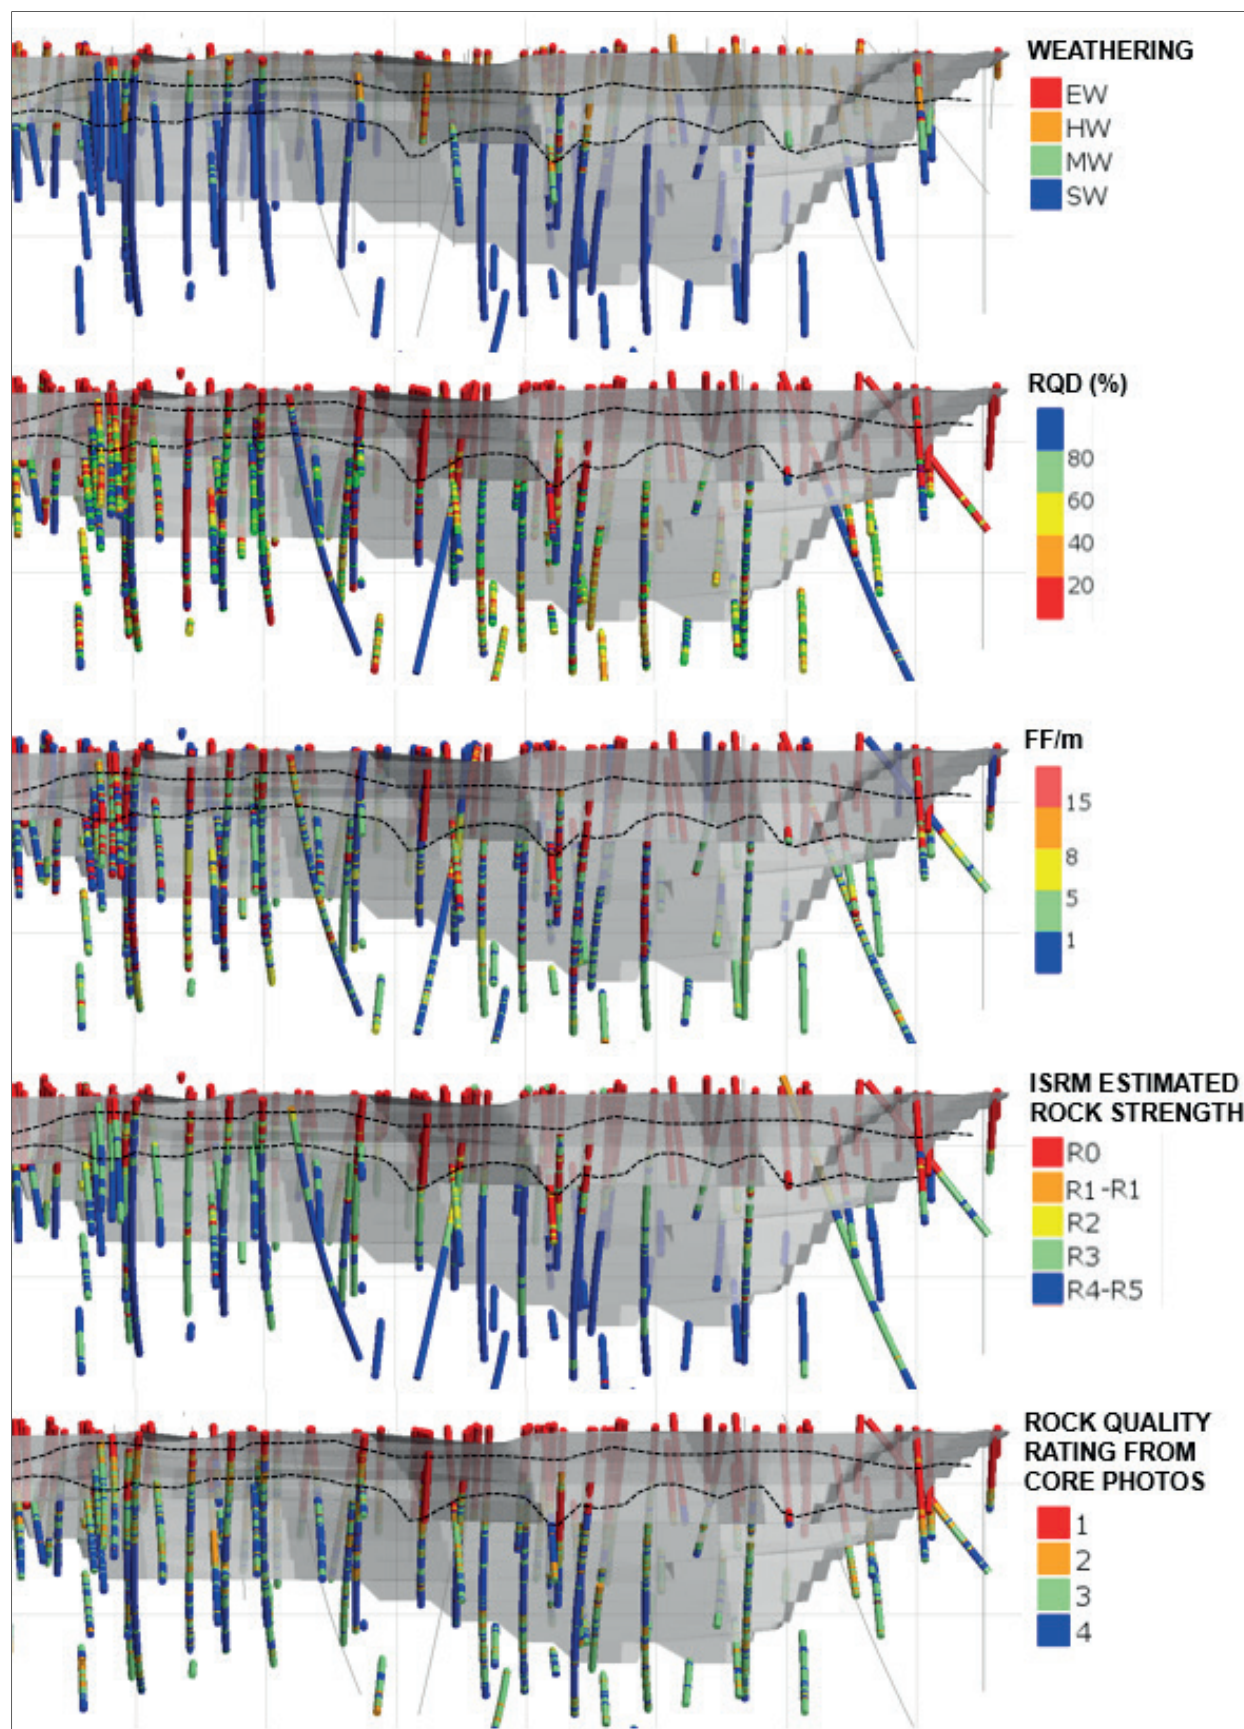 WEATHERING
EW
HW
MW
SW
RQD (%)
80
60
40
20
FF/m
15
8
5
1
ISRM ESTIMATED
ROCK STRENGTH
R0
R1-R1
R2
R3
R4-R5
ROCK QUALITY
RATING FROM
CORE PHOTOS
1
2
3
4